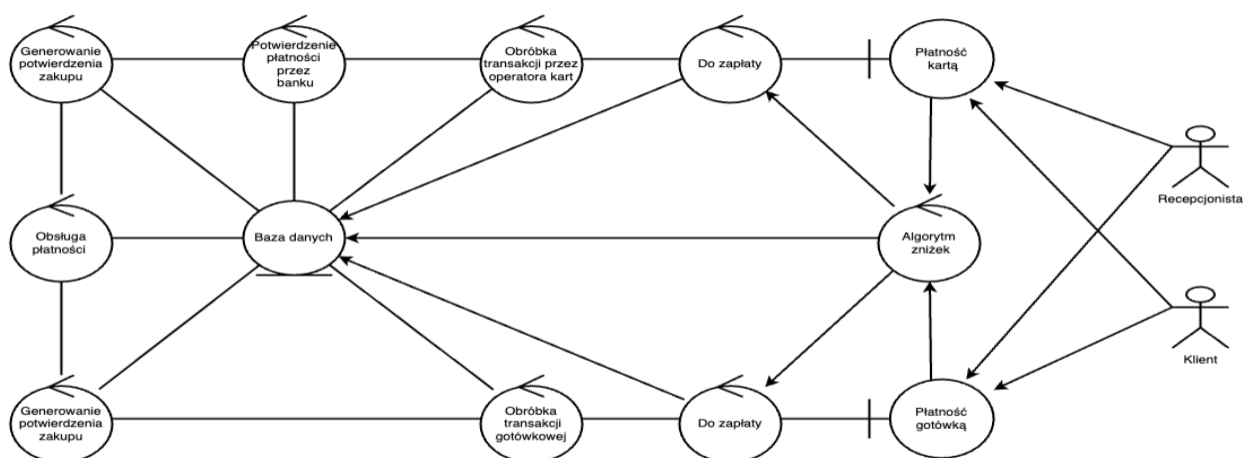 Generowanie
potwierdzenia
zakupu
Potwierdzenie
płatności
przez
banku
Obróbka
transakcji przez
operatora kart
Do zapłaty
Płatność
kartą
Recepcjonista
Obsługa
płatności
Baza danych
Algorytm
zniżek
Klient
Generowanie
potwierdzenia
zakupu
Obróbka
transakcji
gotówkowej
Do zapłaty
Płatność
gotówką